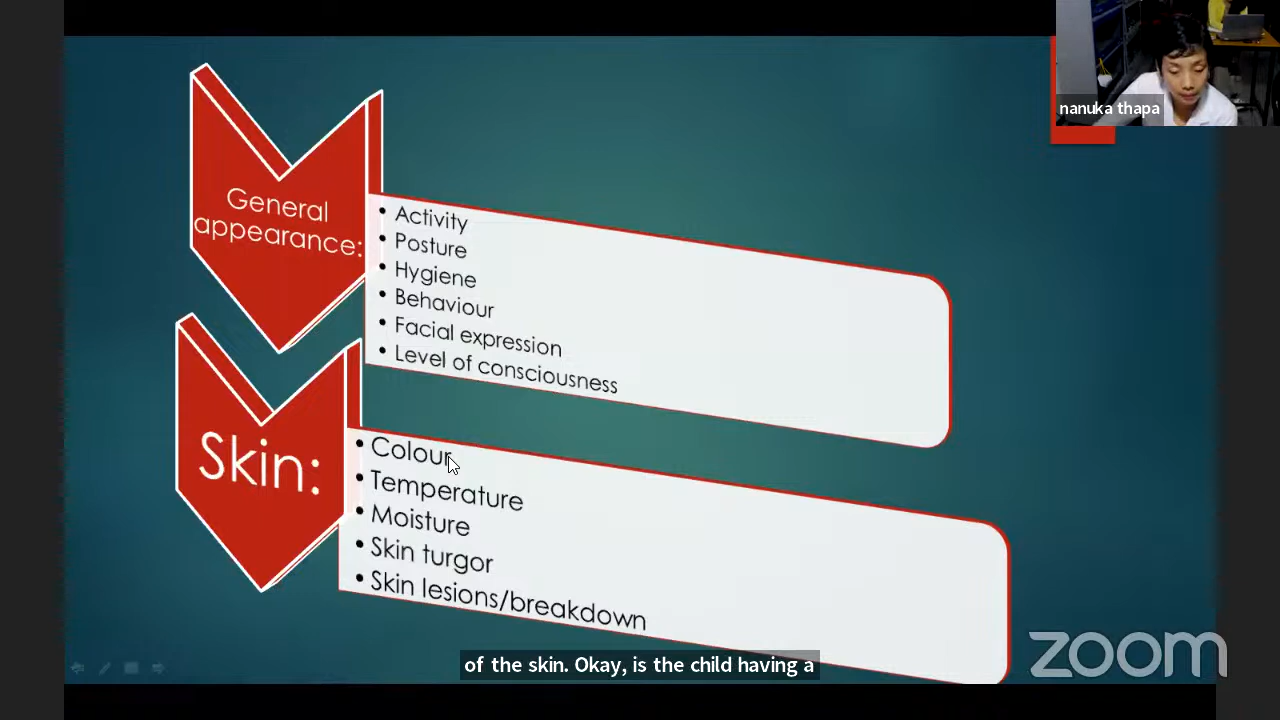 nanuka thapa
General
appearance:
• Activity
• Posture
• Hygiene
• Behaviour
• Facial expression
• Level of consciousness
Skin:
• Colour
• Temperature
• Moisture
• Skin turgor
• Skin lesions/breakdown
zoom
of the skin. Okay, is the child having a